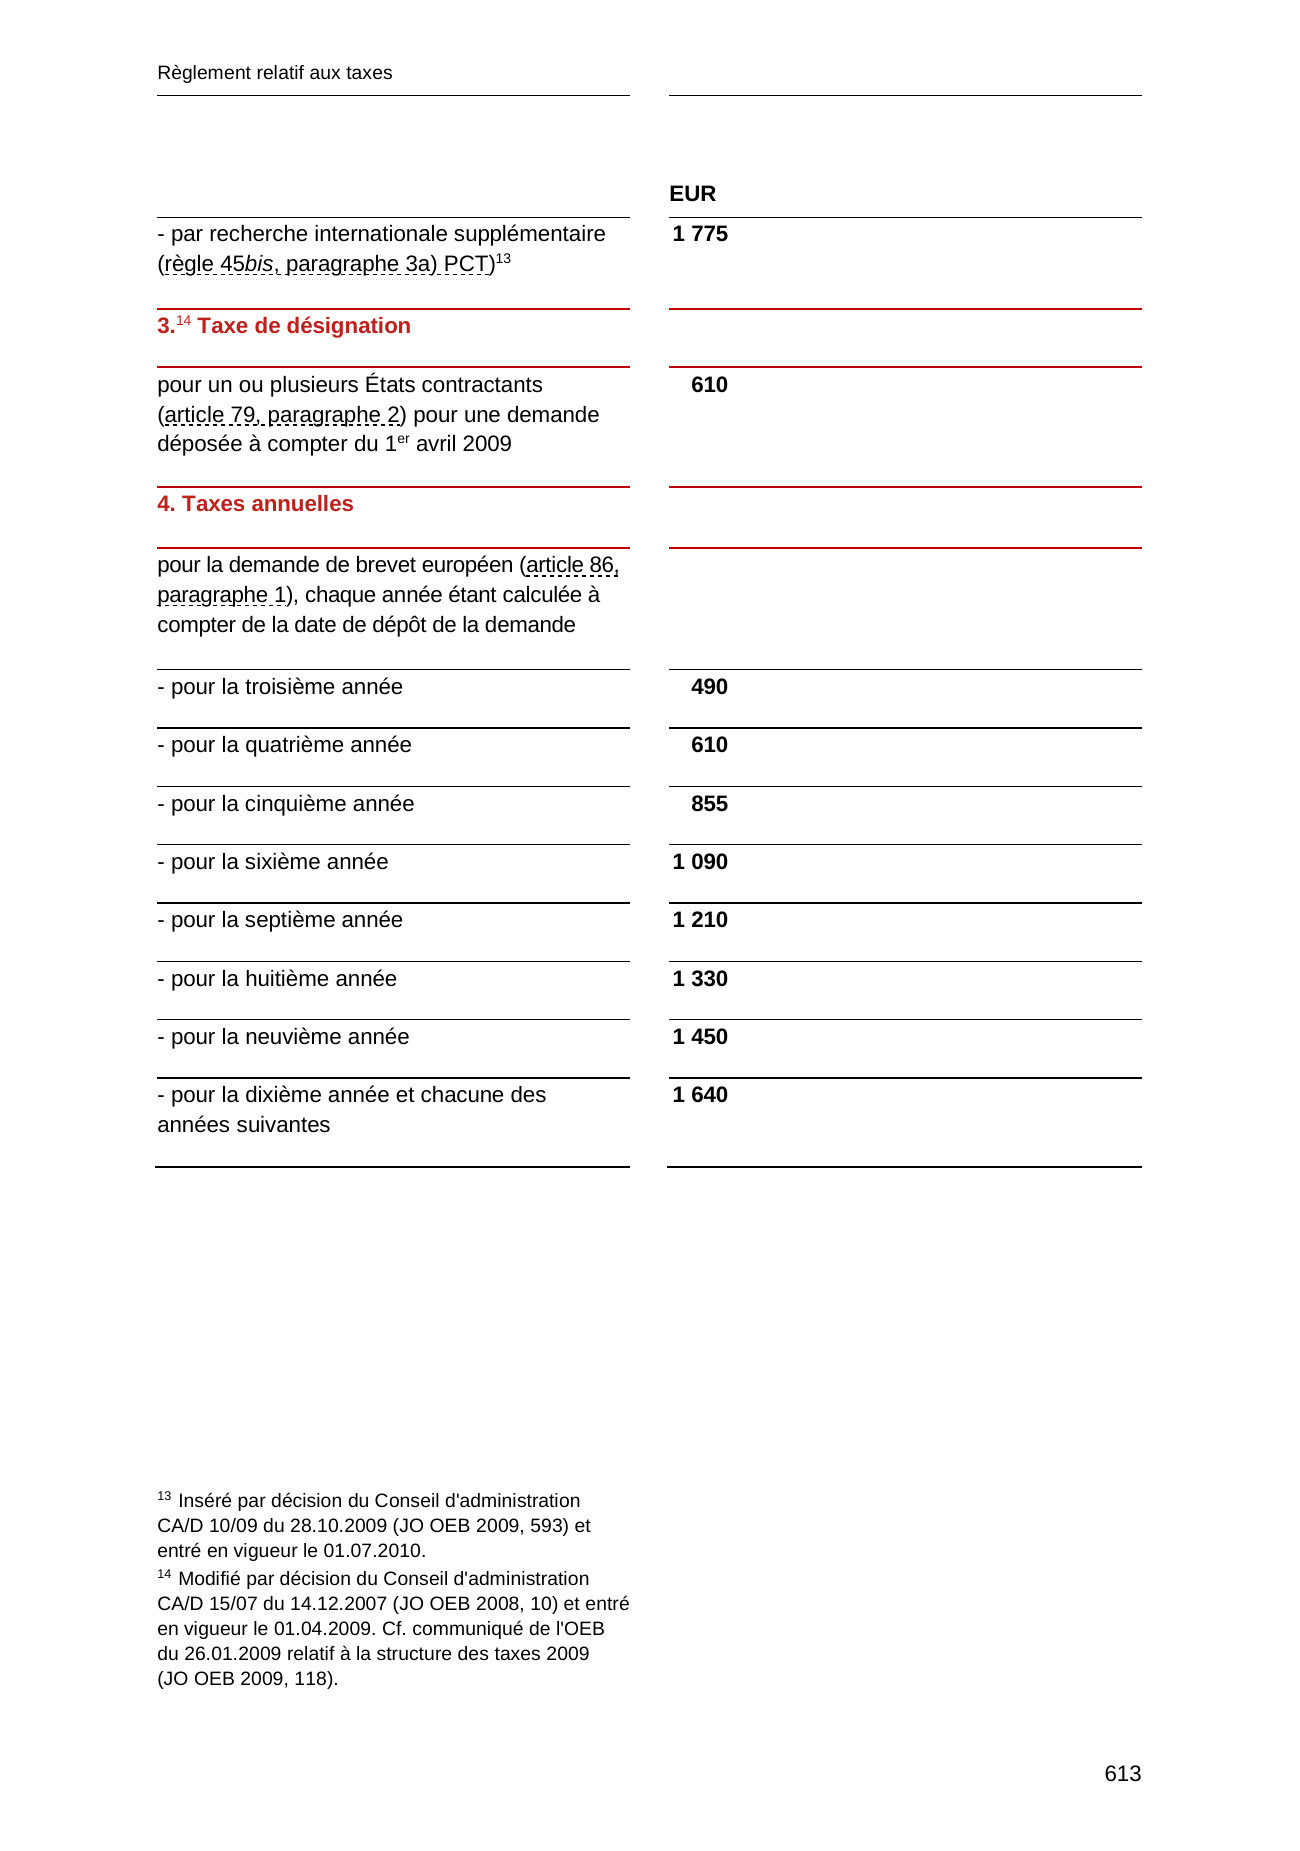 Règlement relatif aux taxes
EUR
- par recherche internationale supplémentaire 1 775
(règle 45bis, paragraphe 3a) PCT)13
3.14 Taxe de désignation
pour un ou plusieurs États contractants 610
(article 79, paragraphe 2) pour une demande
déposée à compter du 1er avril 2009
4. Taxes annuelles
pour la demande de brevet européen (article 86,
paragraphe 1), chaque année étant calculée à
compter de la date de dépôt de la demande
- pour la troisième année 490
- pour la quatrième année 610
- pour la cinquième année 855
- pour la sixième année 1 090
- pour la septième année 1 210
- pour la huitième année 1 330
- pour la neuvième année 1 450
- pour la dixième année et chacune des 1 640
années suivantes
13 Inséré par décision du Conseil d'administration
CA/D 10/09 du 28.10.2009 (JO OEB 2009, 593) et
entré en vigueur le 01.07.2010.
14 Modifié par décision du Conseil d'administration
CA/D 15/07 du 14.12.2007 (JO OEB 2008, 10) et entré
en vigueur le 01.04.2009. Cf. communiqué de l'OEB
du 26.01.2009 relatif à la structure des taxes 2009
(JO OEB 2009, 118).
613